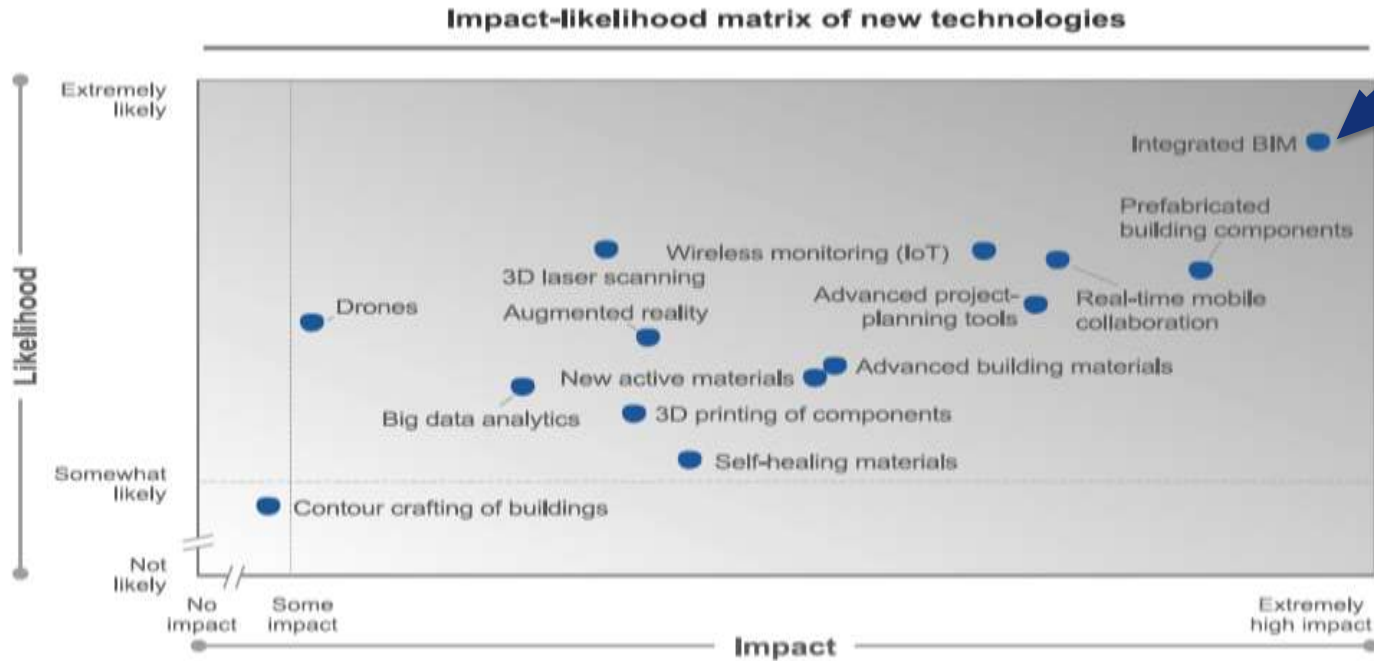 Impact-likelihood matrix of new technologies
Likelihood
Extremely
likely
Integrated BIM
Prefabricated
building components
Wireless monitoring (IoT)
3D laser scanning
Advanced project-
planning tools
Real-time mobile
collaboration
Drones
Augmented reality
New active materials
Advanced building materials
Big data analytics
3D printing of components
Self-healing materials
Somewhat
likely
Contour crafting of buildings
Not
likely
No
impact
Some
impact
Extremely
high impact
Impact